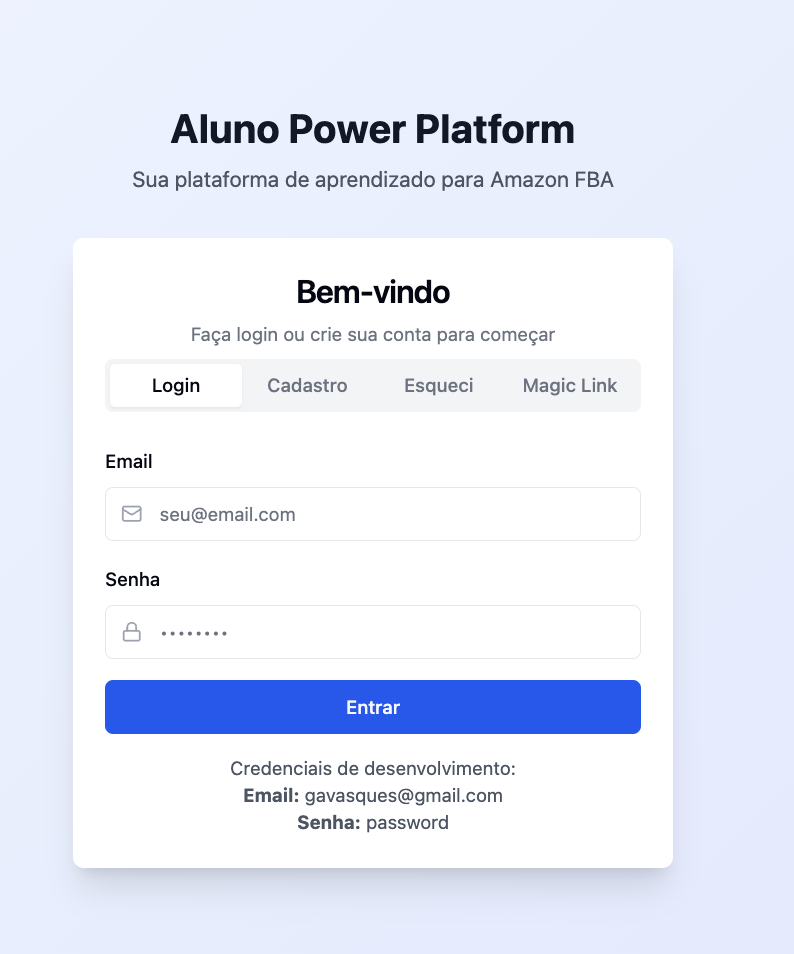 Aluno Power Platform
Sua plataforma de aprendizado para Amazon FBA
Bem-vindo
Faça login ou crie sua conta para começar
Login Cadastro Esqueci Magic Link
Email
seu@email.com
Senha
••••••••
Entrar
Credenciais de desenvolvimento:
Email: gavasques@gmail.com
Senha: password